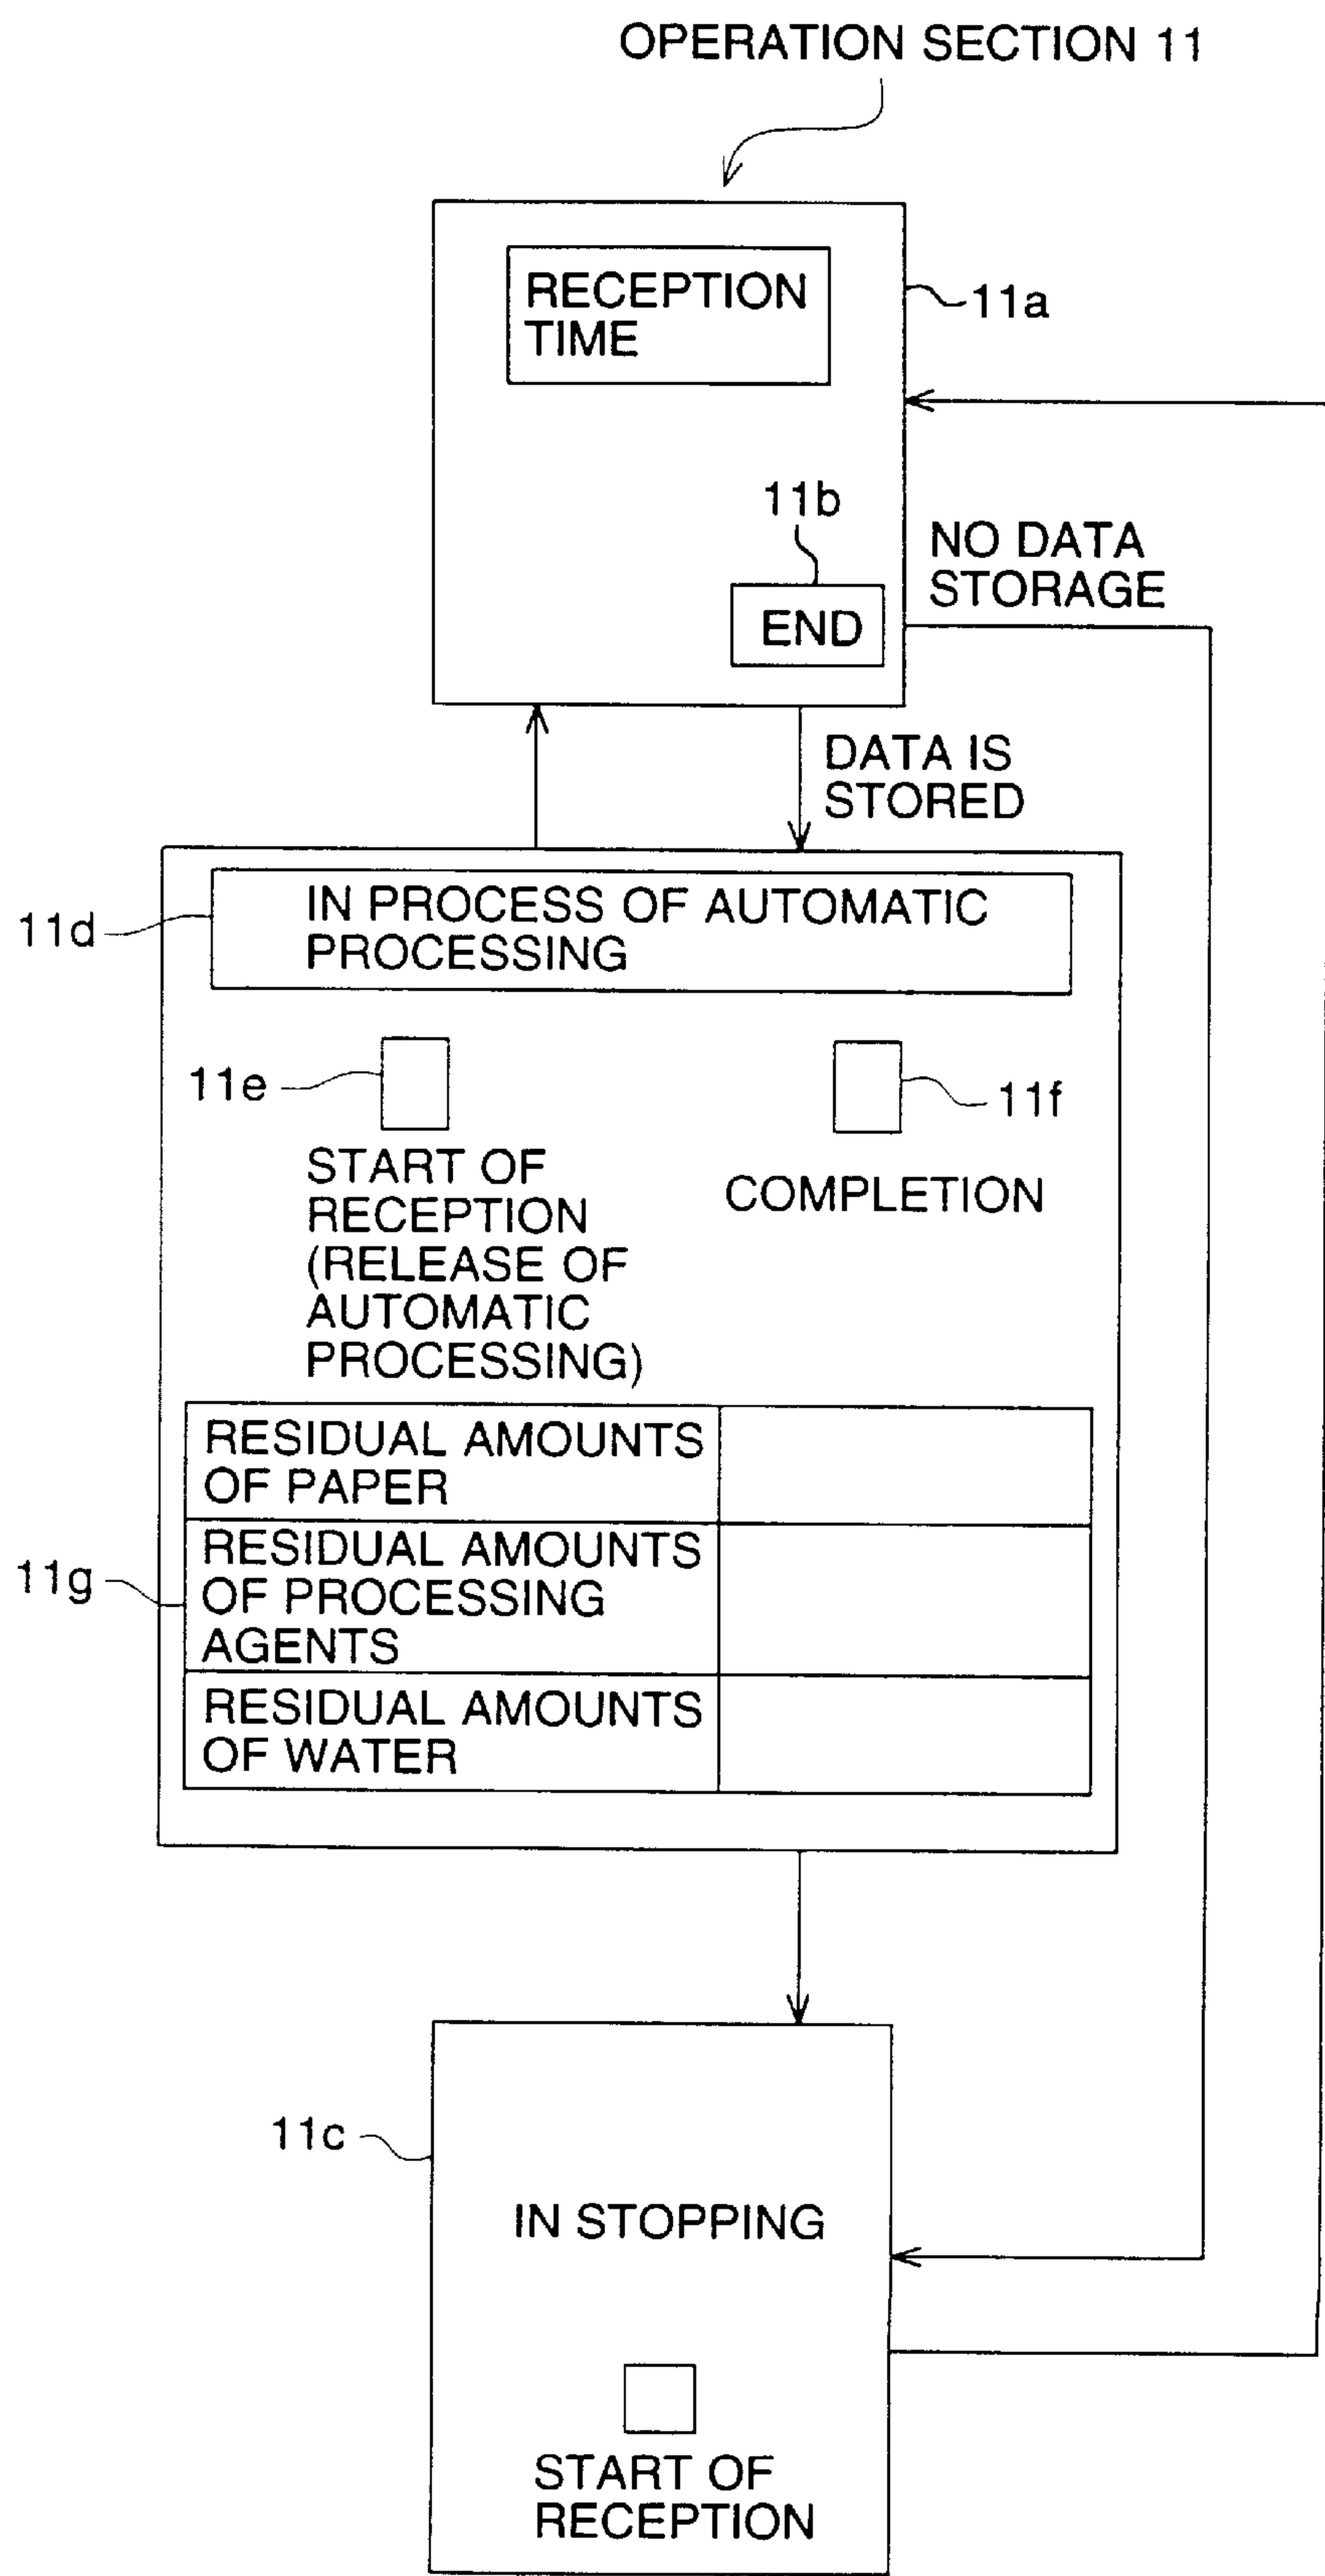 OPERATION SECTION 11
RECEPTION
TIME
11a
11b
END
NO DATA
STORAGE
DATA IS
STORED
11d
IN PROCESS OF AUTOMATIC
PROCESSING
11e
11f
START OF
RECEPTION
(RELEASE OF
AUTOMATIC
PROCESSING)
COMPLETION
RESIDUAL AMOUNTS
OF PAPER
11g
RESIDUAL AMOUNTS
OF PROCESSING
AGENTS
RESIDUAL AMOUNTS
OF WATER
11c
IN STOPPING
START OF
RECEPTION